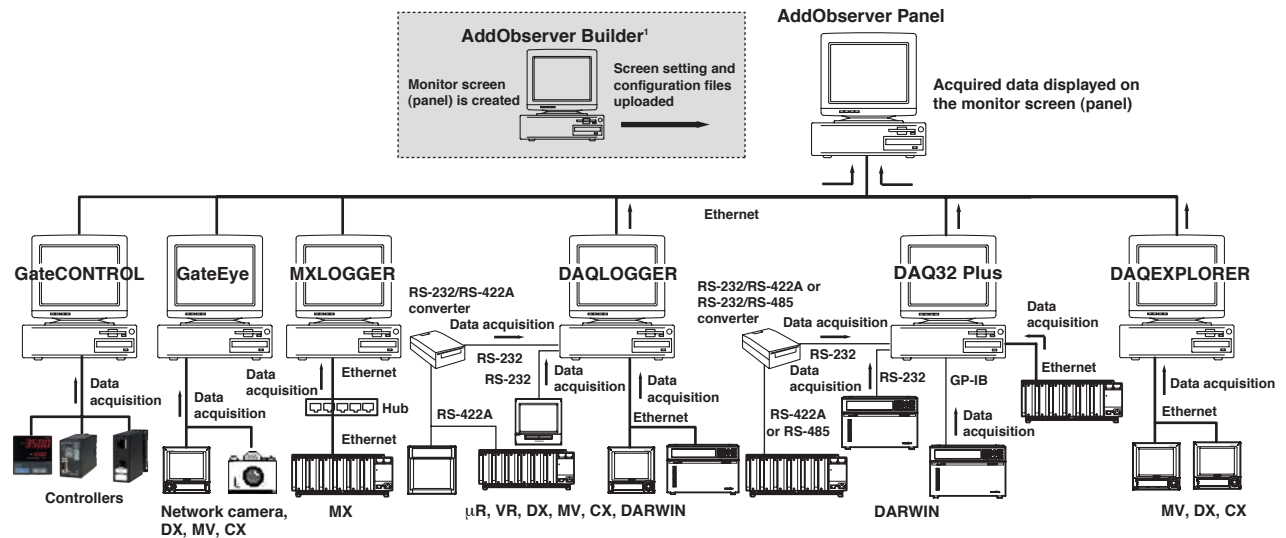 AddObserver Panel
AddObserver Builder¹
Monitor screen
(panel) is created
Screen setting and
configuration files
uploaded
Acquired data displayed on
the monitor screen (panel)
Ethernet
GateCONTROL
GateEye
MXLOGGER
DAQLOGGER
DAQ32 Plus
DAQEXPLORER
Data
acquisition
Controllers
Data
acquisition
Network camera,
DX, MV, CX
Data
acquisition
Ethernet
Hub
Ethernet
MX
RS-232/RS-422A
converter
Data acquisition
RS-232
RS-232
Data
acquisition
RS-422A
Data
acquisition
Ethernet
μR, VR, DX, MV, CX, DARWIN
RS-232/RS-422A or
RS-232/RS-485
converter
Data acquisition
RS-232
Data
acquisition
RS-232
RS-422A
or RS-485
GP-IB
Data
acquisition
Data
acquisition
Ethernet
DARWIN
Data acquisition
Ethernet
MV, DX, CX